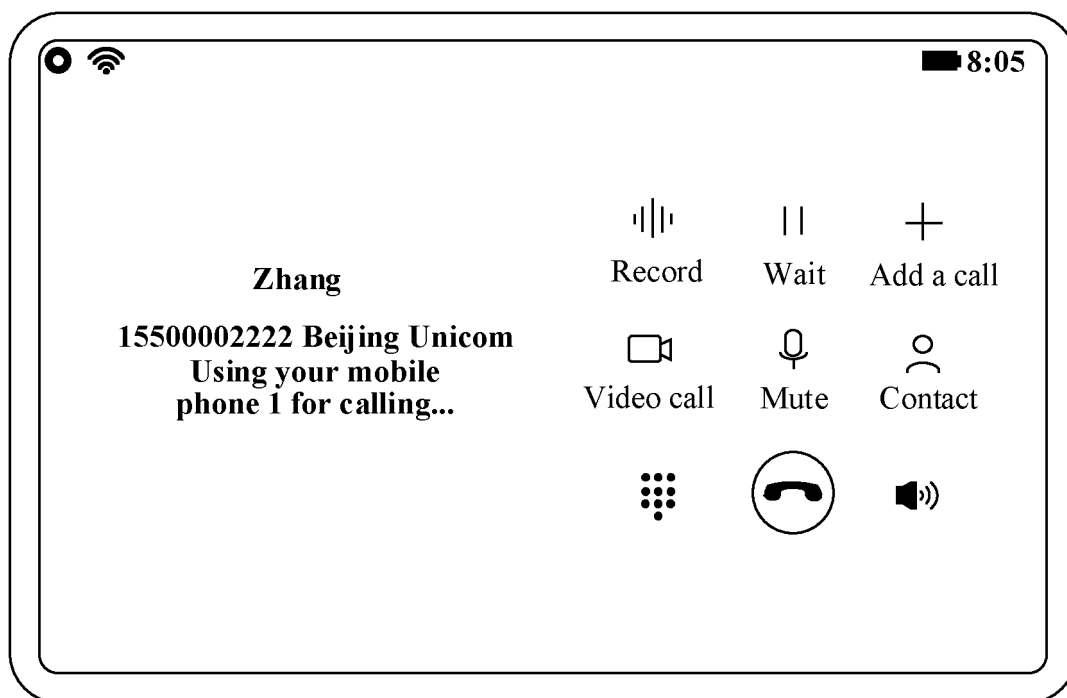 8:05
Record
Wait
Add a call
Zhang
15500002222 Beijing Unicom
Using your mobile
phone 1 for calling...
Video call
Mute
Contact